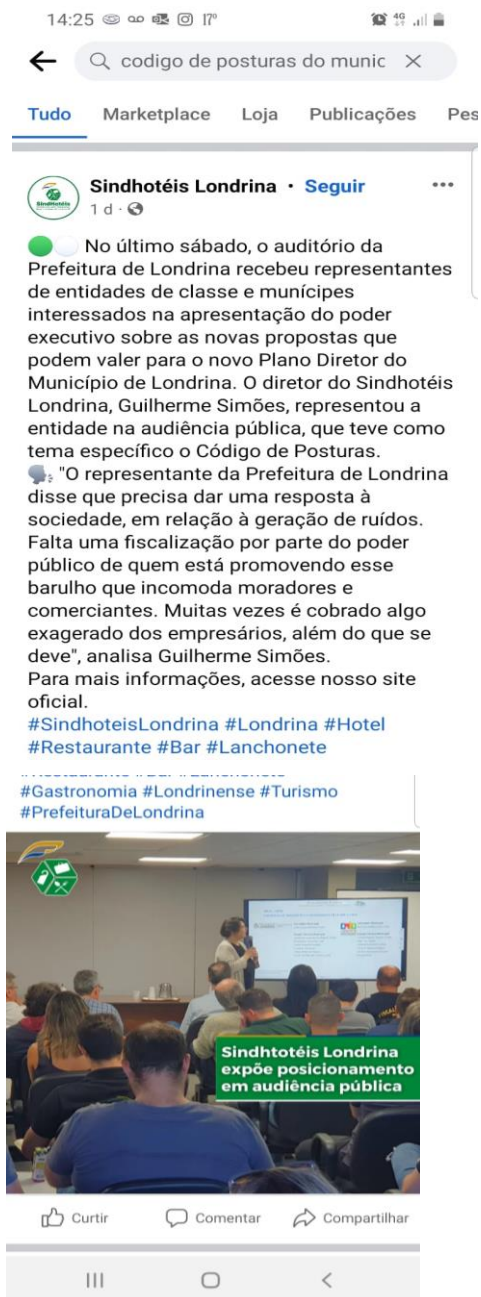 14:25 17°
4G
codigo de posturas do munic
Tudo Marketplace Loja Publicações Pes
Sindhotéis Londrina • Seguir
1 d ·
No último sábado, o auditório da
Prefeitura de Londrina recebeu representantes
de entidades de classe e munícipes
interessados na apresentação do poder
executivo sobre as novas propostas que
podem valer para o novo Plano Diretor do
Município de Londrina. O diretor do Sindhotéis
Londrina, Guilherme Simões, representou a
entidade na audiência pública, que teve como
tema específico o Código de Posturas.
"O representante da Prefeitura de Londrina
disse que precisa dar uma resposta à
sociedade, em relação à geração de ruídos.
Falta uma fiscalização por parte do poder
público de quem está promovendo esse
barulho que incomoda moradores e
comerciantes. Muitas vezes é cobrado algo
exagerado dos empresários, além do que se
deve", analisa Guilherme Simões.
Para mais informações, acesse nosso site
oficial.
#SindhoteisLondrina #Londrina #Hotel
#Restaurante #Bar #Lanchonete
#Restaurante #Bar #Lanchonete
#Gastronomia #Londrinense #Turismo
#PrefeituraDeLondrina
Sindhtotéis Londrina
expõe posicionamento
em audiência pública
Curtir Comentar Compartilhar